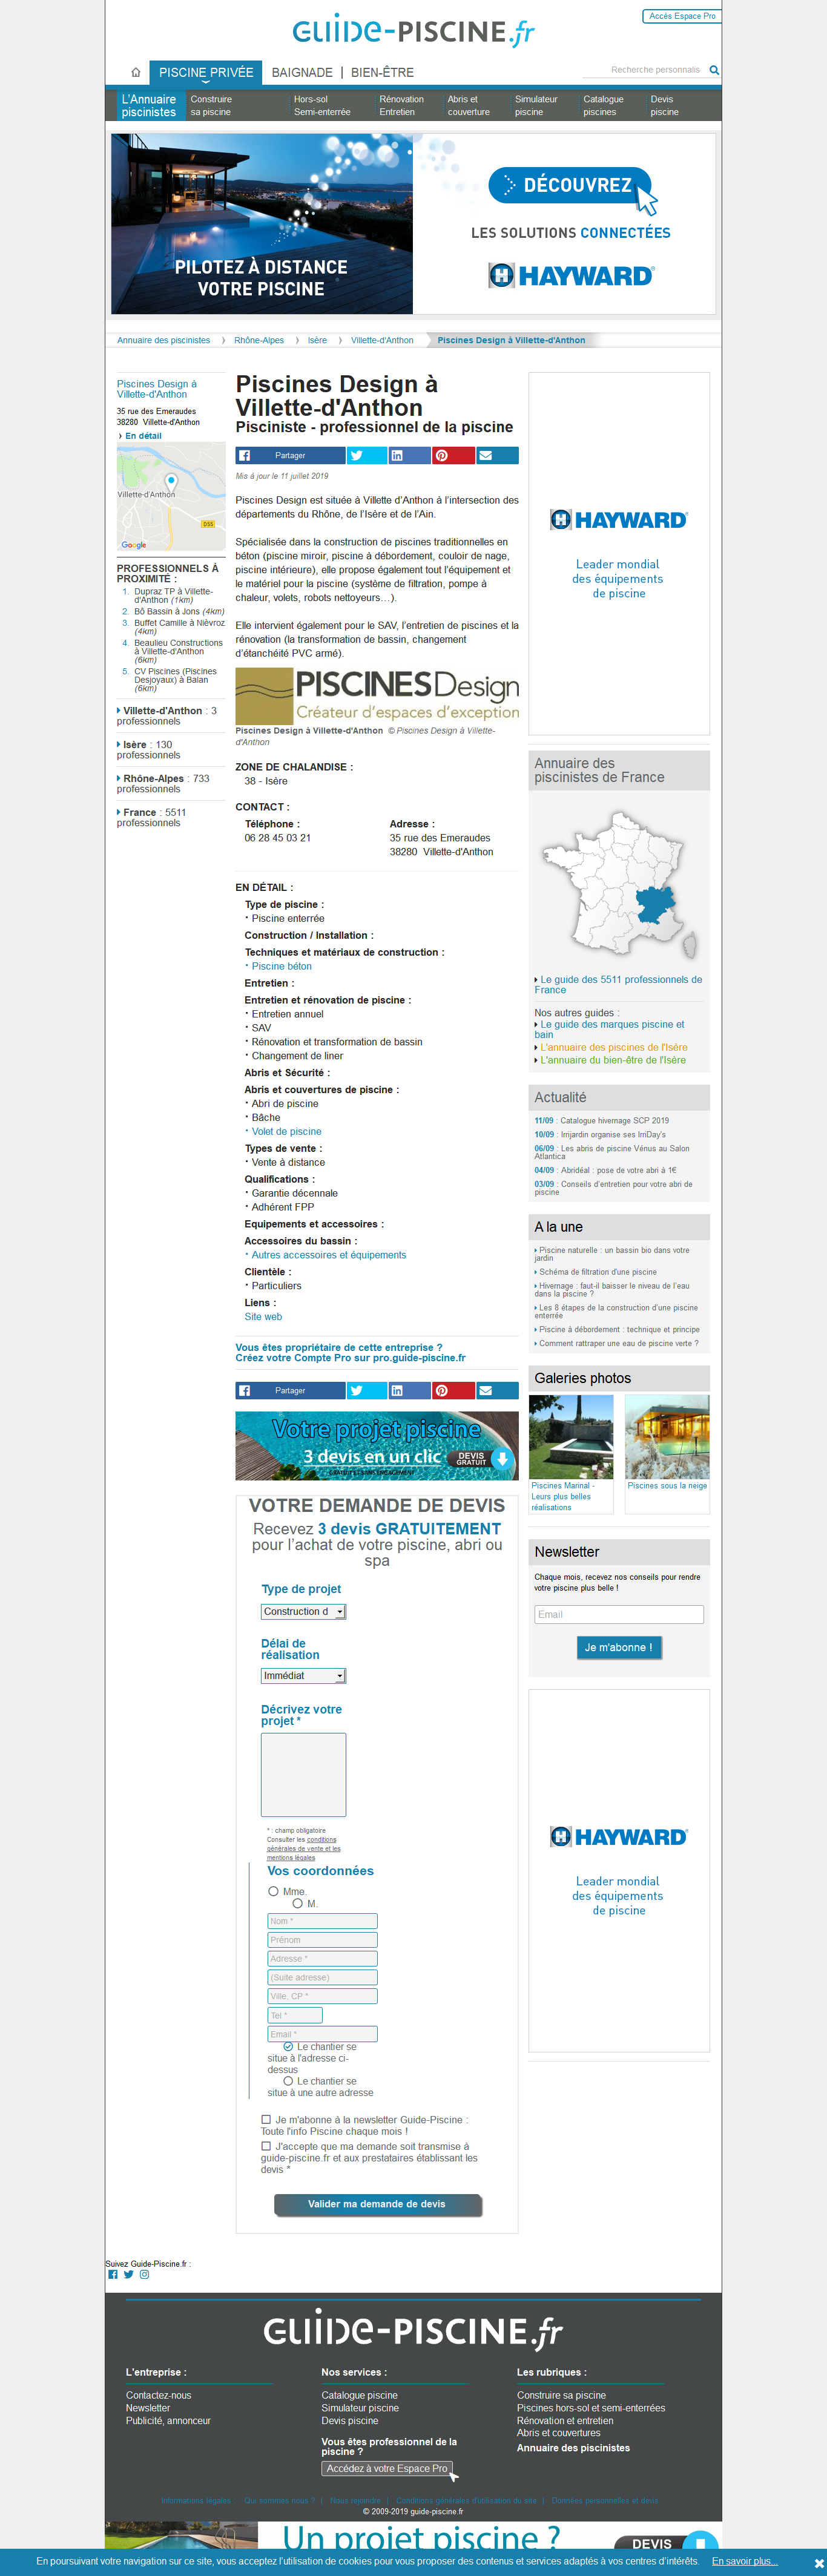 GUIDE-PISCINE.fr
Accès Espace Pro
PISCINE PRIVÉE
BAIGNADE | BIEN-ÊTRE
Recherche personnalis
L'Annuaire
piscinistes
Construire
sa piscine
Hors-sol
Semi-enterrée
Rénovation
Entretien
Abris et
couverture
Simulateur
piscine
Catalogue
piscines
Devis
piscine
PILOTEZ À DISTANCE
VOTRE PISCINE
DÉCOUVREZ
LES SOLUTIONS CONNECTÉES
HAYWARD
Annuaire des piscinistes
Rhône-Alpes
Isère
Villette-d'Anthon
Piscines Design à Villette-d'Anthon
Piscines Design à
Villette-d'Anthon
35 rue des Emeraudes
38280 Villette-d'Anthon
En détail
Villette-d'Anthon
D55
Google
PROFESSIONNELS À
PROXIMITÉ :
1. Dupraz TP à Villette-
d'Anthon (1km)
2. Bô Bassin à Jons (4km)
3. Buffet Camille à Nièvroz
(4km)
4. Beaulieu Constructions
à Villette-d'Anthon
(6km)
5. CV Piscines (Piscines
Desjoyaux) à Balan
(6km)
Villette-d'Anthon : 3
professionnels
Isère : 130
professionnels
Rhône-Alpes : 733
professionnels
France : 5511
professionnels
Piscines Design à
Villette-d'Anthon
Pisciniste - professionnel de la piscine
Partager
Mis à jour le 11 juillet 2019
Piscines Design est située à Villette d'Anthon à l'intersection des
départements du Rhône, de l'Isère et de l'Ain.
Spécialisée dans la construction de piscines traditionnelles en
béton (piscine miroir, piscine à débordement, couloir de nage,
piscine intérieure), elle propose également tout l'équipement et
le matériel pour la piscine (système de filtration, pompe à
chaleur, volets, robots nettoyeurs…).
Elle intervient également pour le SAV, l'entretien de piscines et la
rénovation (la transformation de bassin, changement
d'étanchéité PVC armé).
PISCINESDesign
Créateur d'espaces d'exception
Piscines Design à Villette-d'Anthon © Piscines Design à Villette-
d'Anthon
ZONE DE CHALANDISE :
38 - Isère
CONTACT :
Téléphone :
06 28 45 03 21
Adresse :
35 rue des Emeraudes
38280 Villette-d'Anthon
EN DÉTAIL :
Type de piscine :
• Piscine enterrée
Construction / Installation :
Techniques et matériaux de construction :
• Piscine béton
Entretien :
Entretien et rénovation de piscine :
• Entretien annuel
• SAV
• Rénovation et transformation de bassin
• Changement de liner
Abris et Sécurité :
Abris et couvertures de piscine :
• Abri de piscine
• Bâche
• Volet de piscine
Types de vente :
• Vente à distance
Qualifications :
• Garantie décennale
• Adhérent FPP
Equipements et accessoires :
Accessoires du bassin :
• Autres accessoires et équipements
Clientèle :
• Particuliers
Liens :
Site web
Vous êtes propriétaire de cette entreprise ?
Créez votre Compte Pro sur pro.guide-piscine.fr
Partager
Votre projet piscine
3 devis en un clic
GRATUIT ET SANS ENGAGEMENT
DEVIS
GRATUIT
VOTRE DEMANDE DE DEVIS
Recevez 3 devis GRATUITEMENT
pour l'achat de votre piscine, abri ou
spa
Type de projet
Construction d
Délai de
réalisation
Immédiat
Décrivez votre
projet *
* : champ obligatoire
Consulter les conditions
générales de vente et les
mentions légales
Vos coordonnées
Mme.
M.
Nom *
Prénom
Adresse *
(Suite adresse)
Ville, CP *
Tel *
Email *
Le chantier se
situe à l'adresse ci-
dessus
Le chantier se
situe à une autre adresse
Je m'abonne à la newsletter Guide-Piscine :
Toute l'info Piscine chaque mois !
J'accepte que ma demande soit transmise à
guide-piscine.fr et aux prestataires établissant les
devis *
Valider ma demande de devis
HAYWARD
Leader mondial
des équipements
de piscine
Annuaire des
piscinistes de France
Le guide des 5511 professionnels de
France
Nos autres guides :
Le guide des marques piscine et
bain
L'annuaire des piscines de l'Isère
L'annuaire du bien-être de l'Isère
Actualité
11/09 : Catalogue hivernage SCP 2019
10/09 : Irrijardin organise ses IrriDay's
06/09 : Les abris de piscine Vénus au Salon
Atlantica
04/09 : Abridéal : pose de votre abri à 1€
03/09 : Conseils d'entretien pour votre abri de
piscine
A la une
Piscine naturelle : un bassin bio dans votre
jardin
Schéma de filtration d'une piscine
Hivernage : faut-il baisser le niveau de l'eau
dans la piscine ?
Les 8 étapes de la construction d'une piscine
enterrée
Piscine à débordement : technique et principe
Comment rattraper une eau de piscine verte ?
Galeries photos
Piscines Marinal -
Leurs plus belles
réalisations
Piscines sous la neige
Newsletter
Chaque mois, recevez nos conseils pour rendre
votre piscine plus belle !
Email
Je m'abonne !
HAYWARD
Leader mondial
des équipements
de piscine
Suivez Guide-Piscine.fr :
GUIDE-PISCINE.fr
L'entreprise :
Contactez-nous
Newsletter
Publicité, annonceur
Nos services :
Catalogue piscine
Simulateur piscine
Devis piscine
Vous êtes professionnel de la
piscine ?
Accédez à votre Espace Pro
Les rubriques :
Construire sa piscine
Piscines hors-sol et semi-enterrées
Rénovation et entretien
Abris et couvertures
Annuaire des piscinistes
Informations légales : Qui sommes nous ? | Nous rejoindre | Conditions générales d'utilisation du site | Données personnelles et devis
© 2009-2019 guide-piscine.fr
Un projet piscine ?
DEVIS
En poursuivant votre navigation sur ce site, vous acceptez l'utilisation de cookies pour vous proposer des contenus et services adaptés à vos centres d'intérêts. En savoir plus...